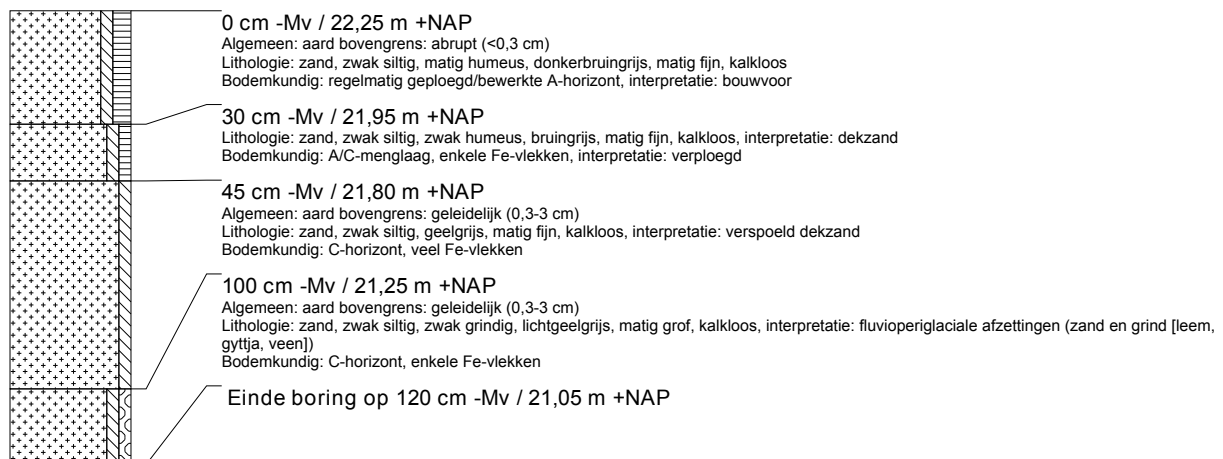 0 cm -Mv / 22,25 m +NAP
Algemeen: aard bovengrens: abrupt (<0,3 cm)
Lithologie: zand, zwak siltig, matig humeus, donkerbruingrijs, matig fijn, kalkloos
Bodemkundig: regelmatig geploegd/bewerkte A-horizont, interpretatie: bouwvoor
30 cm -Mv / 21,95 m +NAP
Lithologie: zand, zwak siltig, zwak humeus, bruingrijs, matig fijn, kalkloos, interpretatie: dekzand
Bodemkundig: A/C-menglaag, enkele Fe-vlekken, interpretatie: verploegd
45 cm -Mv / 21,80 m +NAP
Algemeen: aard bovengrens: geleidelijk (0,3-3 cm)
Lithologie: zand, zwak siltig, geelgrijs, matig fijn, kalkloos, interpretatie: verspoeld dekzand
Bodemkundig: C-horizont, veel Fe-vlekken
100 cm -Mv / 21,25 m +NAP
Algemeen: aard bovengrens: geleidelijk (0,3-3 cm)
Lithologie: zand, zwak siltig, zwak grindig, lichtgeelgrijs, matig grof, kalkloos, interpretatie: fluvioperiglaciale afzettingen (zand en grind [leem,
gyttja, veen])
Bodemkundig: C-horizont, enkele Fe-vlekken
Einde boring op 120 cm -Mv / 21,05 m +NAP